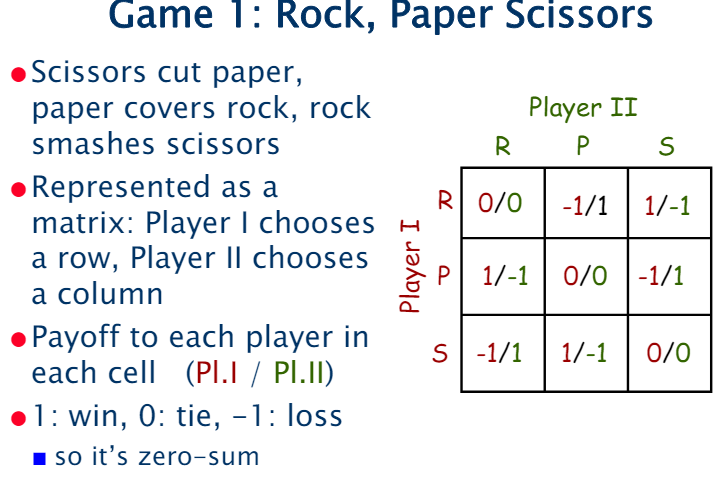 Game 1: Rock, Paper Scissors
●Scissors cut paper,
paper covers rock, rock
smashes scissors
●Represented as a
matrix: Player I chooses
a row, Player II chooses
a column
●Payoff to each player in
each cell (Pl.I / Pl.II)
●1: win, 0: tie, –1: loss
■ so it's zero–sum
Player II
R P S
Player I
R 0/0 -1/1 1/-1
P 1/-1 0/0 -1/1
S -1/1 1/-1 0/0